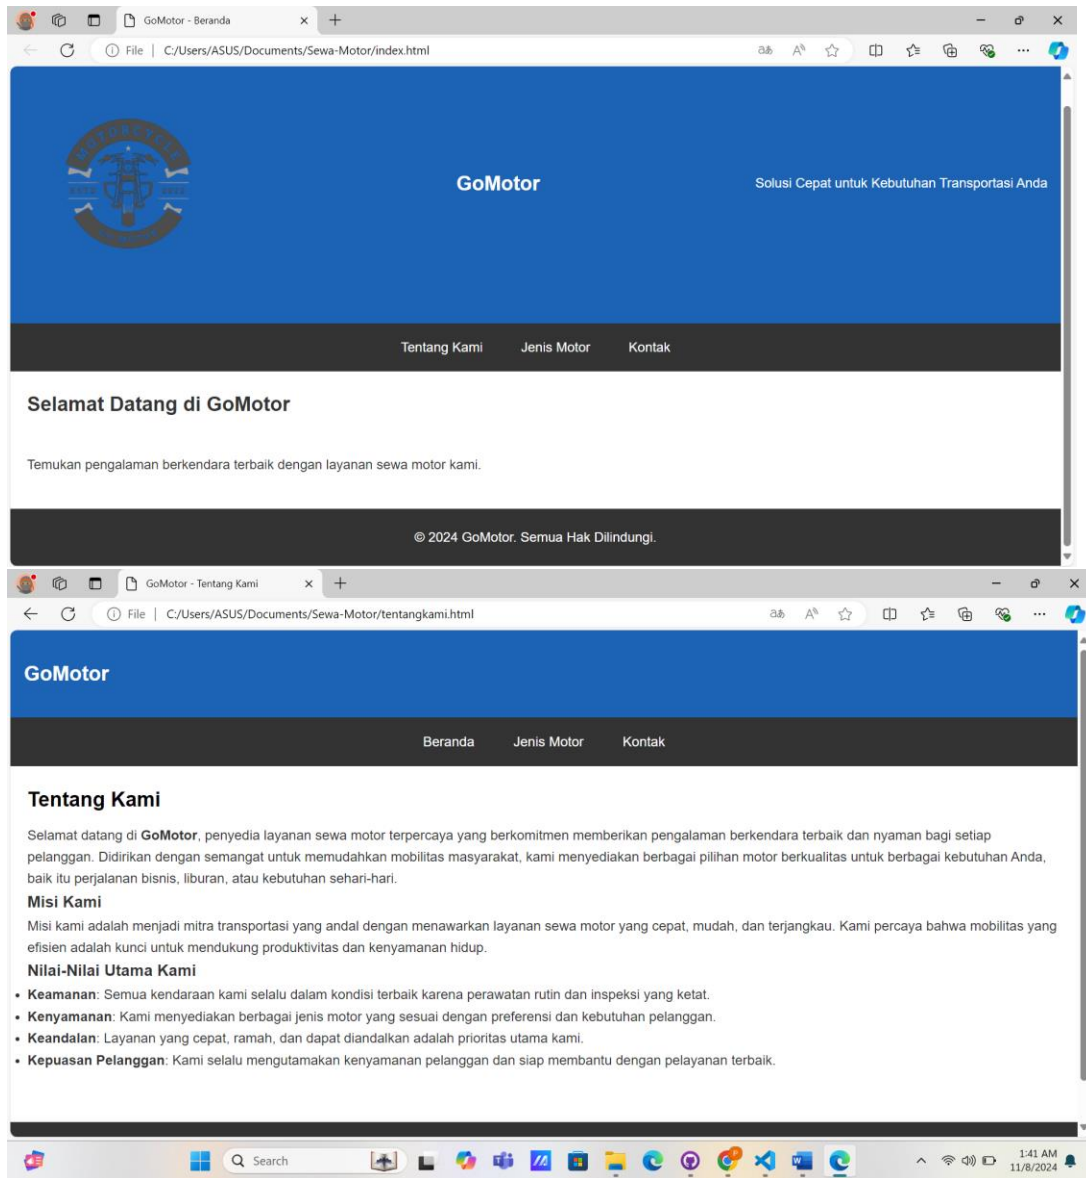 GoMotor - Beranda
File | C:/Users/ASUS/Documents/Sewa-Motor/index.html
MOTORCYCLE
GoMotor
Solusi Cepat untuk Kebutuhan Transportasi Anda
Tentang Kami Jenis Motor Kontak
Selamat Datang di GoMotor
Temukan pengalaman berkendara terbaik dengan layanan sewa motor kami.
© 2024 GoMotor. Semua Hak Dilindungi.
GoMotor - Tentang Kami
File | C:/Users/ASUS/Documents/Sewa-Motor/tentangkami.html
GoMotor
Beranda Jenis Motor Kontak
Tentang Kami
Selamat datang di GoMotor, penyedia layanan sewa motor terpercaya yang berkomitmen memberikan pengalaman berkendara terbaik dan nyaman bagi setiap
pelanggan. Didirikan dengan semangat untuk memudahkan mobilitas masyarakat, kami menyediakan berbagai pilihan motor berkualitas untuk berbagai kebutuhan Anda,
baik itu perjalanan bisnis, liburan, atau kebutuhan sehari-hari.
Misi Kami
Misi kami adalah menjadi mitra transportasi yang andal dengan menawarkan layanan sewa motor yang cepat, mudah, dan terjangkau. Kami percaya bahwa mobilitas yang
efisien adalah kunci untuk mendukung produktivitas dan kenyamanan hidup.
Nilai-Nilai Utama Kami
• Keamanan: Semua kendaraan kami selalu dalam kondisi terbaik karena perawatan rutin dan inspeksi yang ketat.
• Kenyamanan: Kami menyediakan berbagai jenis motor yang sesuai dengan preferensi dan kebutuhan pelanggan.
• Keandalan: Layanan yang cepat, ramah, dan dapat diandalkan adalah prioritas utama kami.
• Kepuasan Pelanggan: Kami selalu mengutamakan kenyamanan pelanggan dan siap membantu dengan pelayanan terbaik.
Search
1:41 AM
11/8/2024